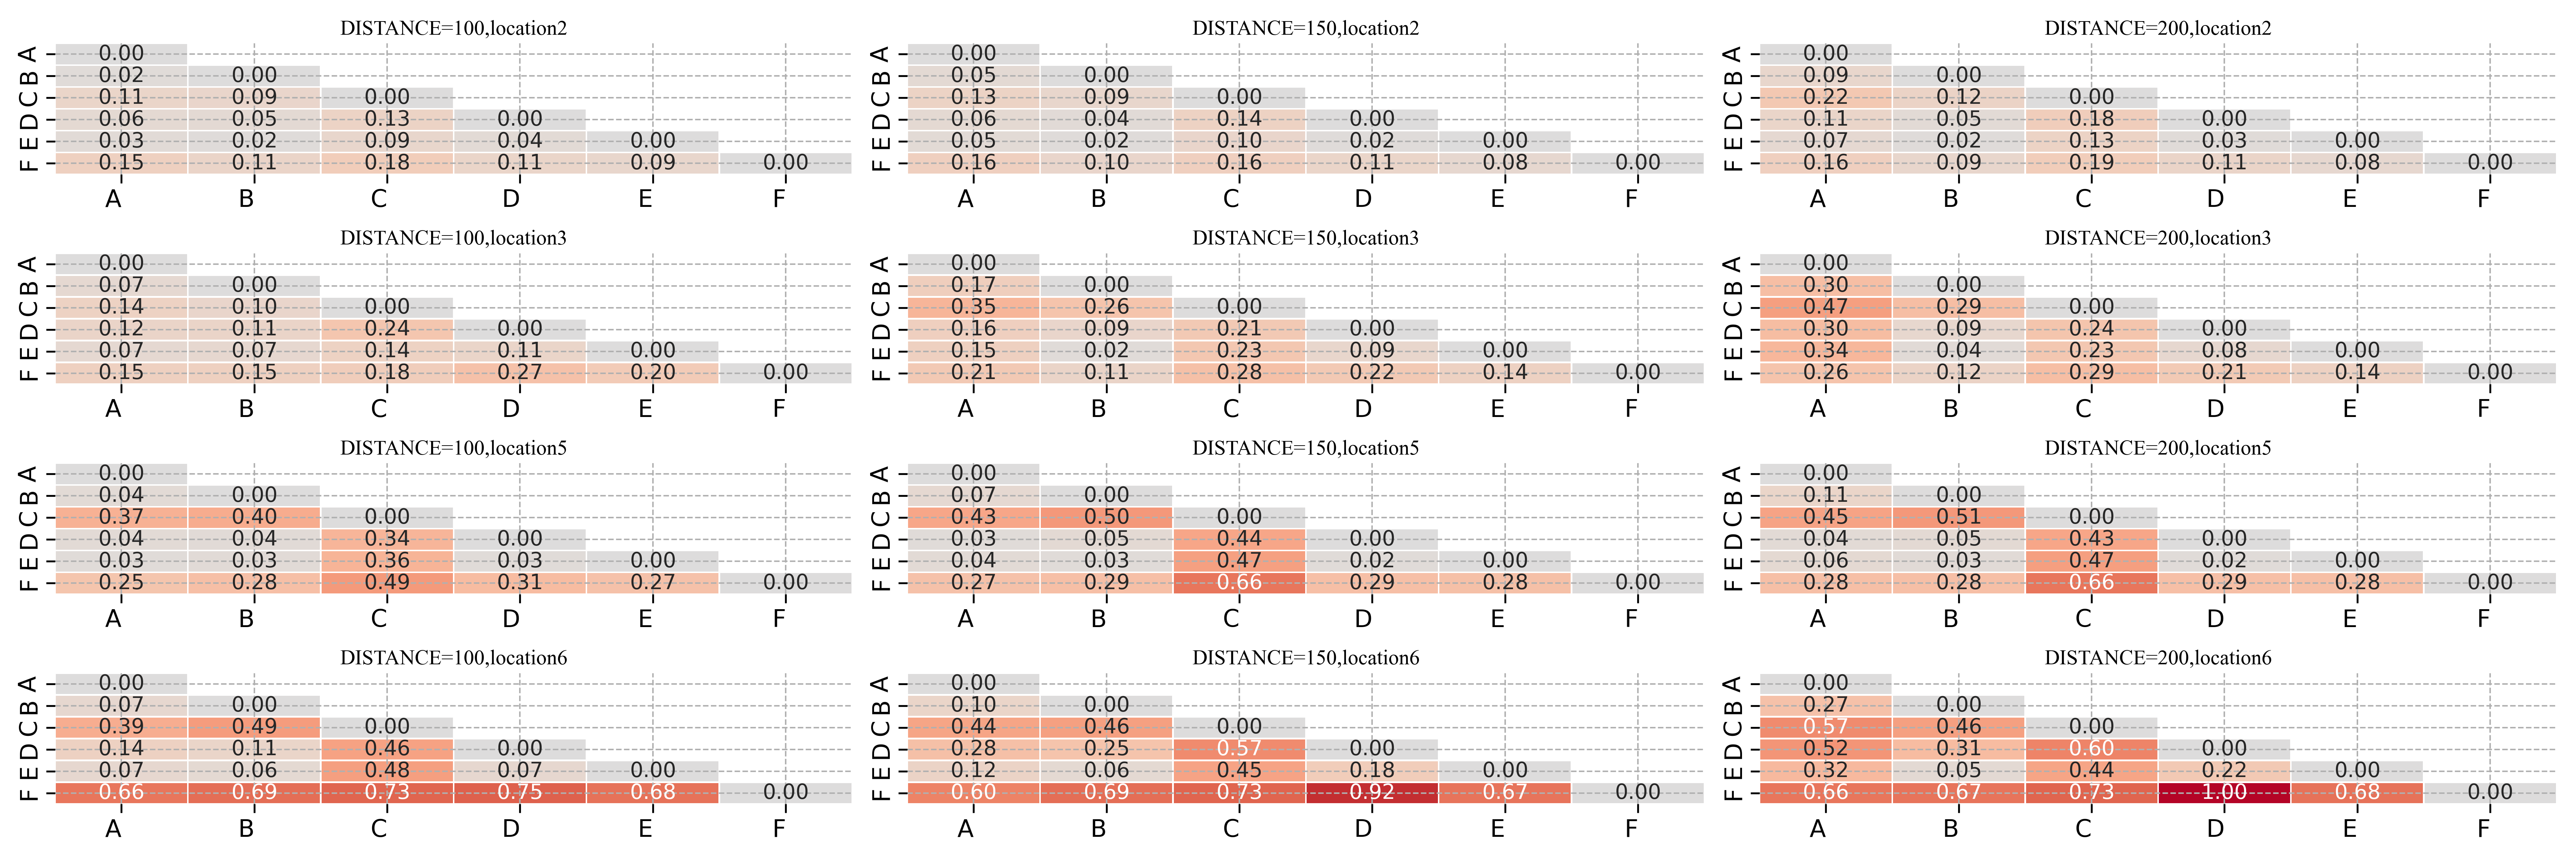 DISTANCE=100,location2 DISTANCE=150,location2 DISTANCE=200,location2
A 0.00 A 0.00 A 0.00
B 0.02 0.00 B 0.05 0.00 B 0.09 0.00
C 0.11 0.09 0.00 C 0.13 0.09 0.00 C 0.22 0.12 0.00
D 0.06 0.05 0.13 0.00 D 0.06 0.04 0.14 0.00 D 0.11 0.05 0.18 0.00
E 0.03 0.02 0.09 0.04 0.00 E 0.05 0.02 0.10 0.02 0.00 E 0.07 0.02 0.13 0.03 0.00
F 0.15 0.11 0.18 0.11 0.09 0.00 F 0.16 0.10 0.16 0.11 0.08 0.00 F 0.16 0.09 0.19 0.11 0.08 0.00
A B C D E F A B C D E F A B C D E F
DISTANCE=100,location3 DISTANCE=150,location3 DISTANCE=200,location3
A 0.00 A 0.00 A 0.00
B 0.07 0.00 B 0.17 0.00 B 0.30 0.00
C 0.14 0.10 0.00 C 0.35 0.26 0.00 C 0.47 0.29 0.00
D 0.12 0.11 0.24 0.00 D 0.16 0.09 0.21 0.00 D 0.30 0.09 0.24 0.00
E 0.07 0.07 0.14 0.11 0.00 E 0.15 0.02 0.23 0.09 0.00 E 0.34 0.04 0.23 0.08 0.00
F 0.15 0.15 0.18 0.27 0.20 0.00 F 0.21 0.11 0.28 0.22 0.14 0.00 F 0.26 0.12 0.29 0.21 0.14 0.00
A B C D E F A B C D E F A B C D E F
DISTANCE=100,location5 DISTANCE=150,location5 DISTANCE=200,location5
A 0.00 A 0.00 A 0.00
B 0.04 0.00 B 0.07 0.00 B 0.11 0.00
C 0.37 0.40 0.00 C 0.43 0.50 0.00 C 0.45 0.51 0.00
D 0.04 0.04 0.34 0.00 D 0.03 0.05 0.44 0.00 D 0.04 0.05 0.43 0.00
E 0.03 0.03 0.36 0.03 0.00 E 0.04 0.03 0.47 0.02 0.00 E 0.06 0.03 0.47 0.02 0.00
F 0.25 0.28 0.49 0.31 0.27 0.00 F 0.27 0.29 0.66 0.29 0.28 0.00 F 0.28 0.28 0.66 0.29 0.28 0.00
A B C D E F A B C D E F A B C D E F
DISTANCE=100,location6 DISTANCE=150,location6 DISTANCE=200,location6
A 0.00 A 0.00 A 0.00
B 0.07 0.00 B 0.10 0.00 B 0.27 0.00
C 0.39 0.49 0.00 C 0.44 0.46 0.00 C 0.57 0.46 0.00
D 0.14 0.11 0.46 0.00 D 0.28 0.25 0.57 0.00 D 0.52 0.31 0.60 0.00
E 0.07 0.06 0.48 0.07 0.00 E 0.12 0.06 0.45 0.18 0.00 E 0.32 0.05 0.44 0.22 0.00
F 0.66 0.69 0.73 0.75 0.68 0.00 F 0.60 0.69 0.73 0.92 0.67 0.00 F 0.66 0.67 0.73 1.00 0.68 0.00
A B C D E F A B C D E F A B C D E F